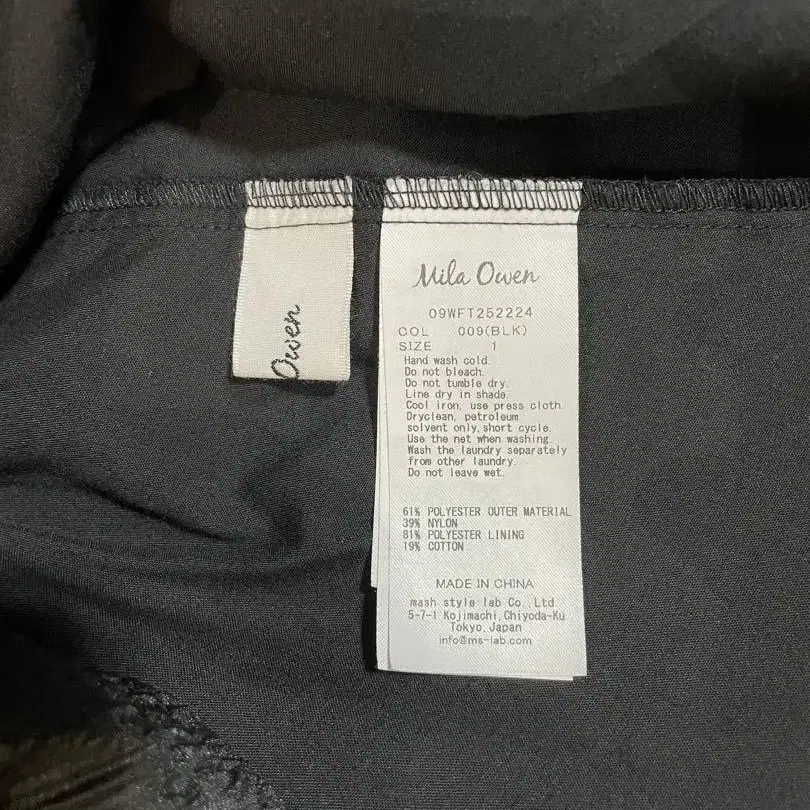 Owen
Mila Owen
09WFT252224
COL 009(BLK)
SIZE 1
Hand wash cold.
Do not bleach.
Do not tumble dry.
Line dry in shade.
Cool iron, use press cloth.
Dryclean, petroleum
solvent only, short cycle.
Use the net when washing.
Wash the laundry separately
from other laundry.
Do not leave wet.
61% POLYESTER OUTER MATERIAL
39% NYLON
81% POLYESTER LINING
19% COTTON
MADE IN CHINA
mash style lab Co., Ltd.
5-7-1 Kojimachi, Chiyoda-Ku
Tokyo, Japan
info@ms-lab.com